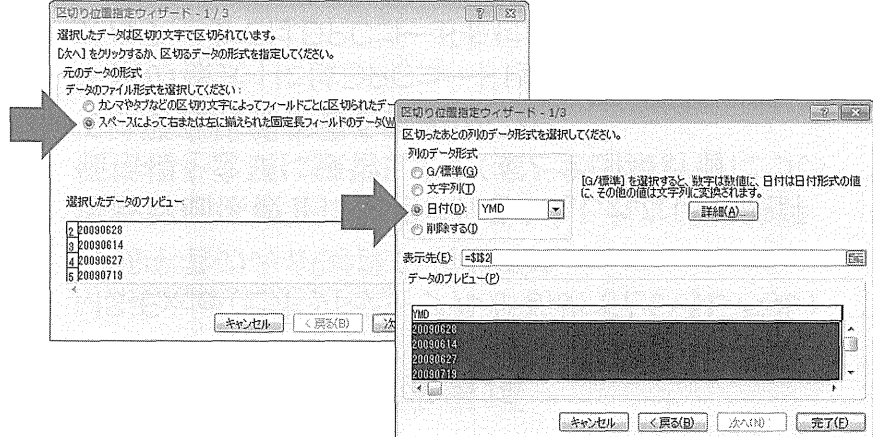 区切り位置指定ウィザード - 1 / 3
選択したデータは区切り文字で区切られています。
[次へ] をクリックするか、区切るデータの形式を指定してください。
元のデータの形式
データのファイル形式を選択してください:
カンマやタブなどの区切り文字によってフィールドごとに区切られたデー
スペースによって右または左に揃えられた固定長フィールドのデータ(W
選択したデータのプレビュー
2 20090628
3 20090614
4 20090627
5 20090719
キャンセル
< 戻る(B)
次
区切り位置指定ウィザード - 1/3
区切ったあとの列のデータ形式を選択してください。
列のデータ形式
G/標準(G)
文字列(T)
日付(D): YMD
削除する(I)
[G/標準] を選択すると、数字は数値に、日付は日付形式の値
に、その他の値は文字列に変換されます。
詳細(A)...
表示先(E): =$I$2
データのプレビュー(P)
YMD
20090628
20090614
20090627
20090719
キャンセル
< 戻る(B)
次へ(N)
完了(F)